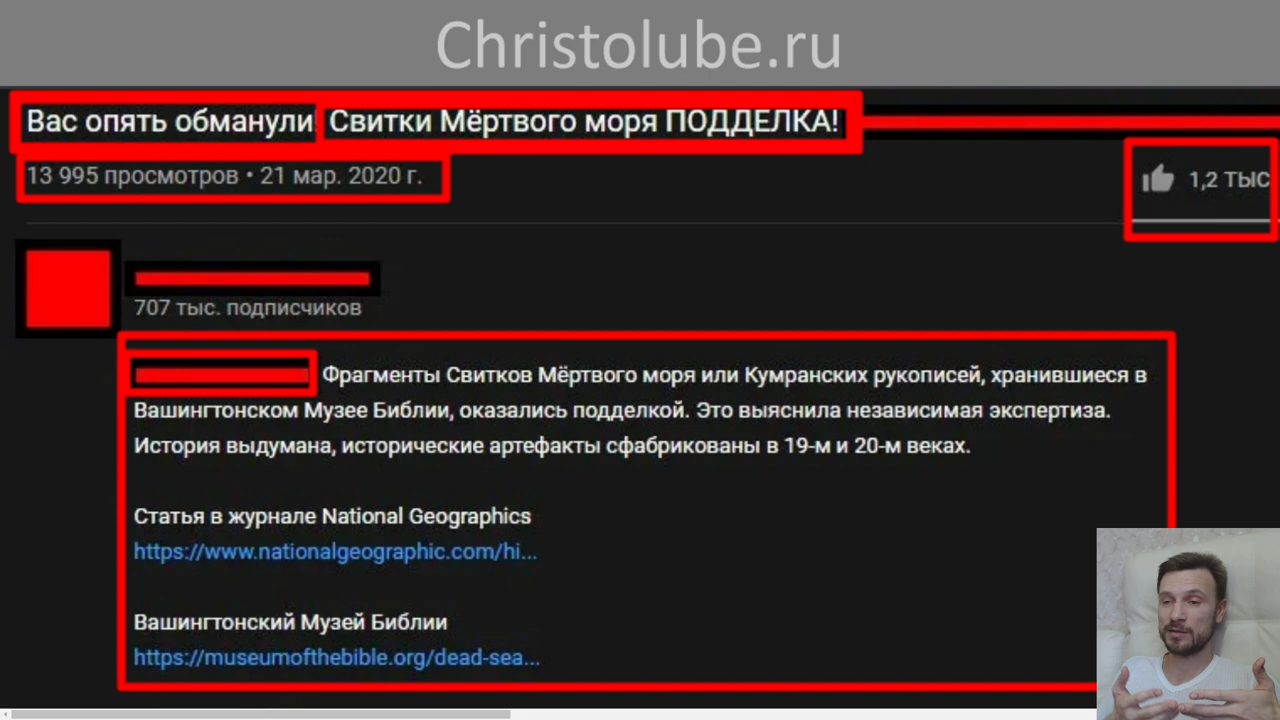 Christolube.ru
Вас опять обманули! Свитки Мёртвого моря ПОДДЕЛКА!
13 995 просмотров • 21 мар. 2020 г.
1,2 ТЫС
707 тыс. подписчиков
Фрагменты Свитков Мёртвого моря или Кумранских рукописей, хранившиеся в
Вашингтонском Музее Библии, оказались подделкой. Это выяснила независимая экспертиза.
История выдумана, исторические артефакты сфабрикованы в 19-м и 20-м веках.
Статья в журнале National Geographics
https://www.nationalgeographic.com/hi...
Вашингтонский Музей Библии
https://museumofthebible.org/dead-sea...